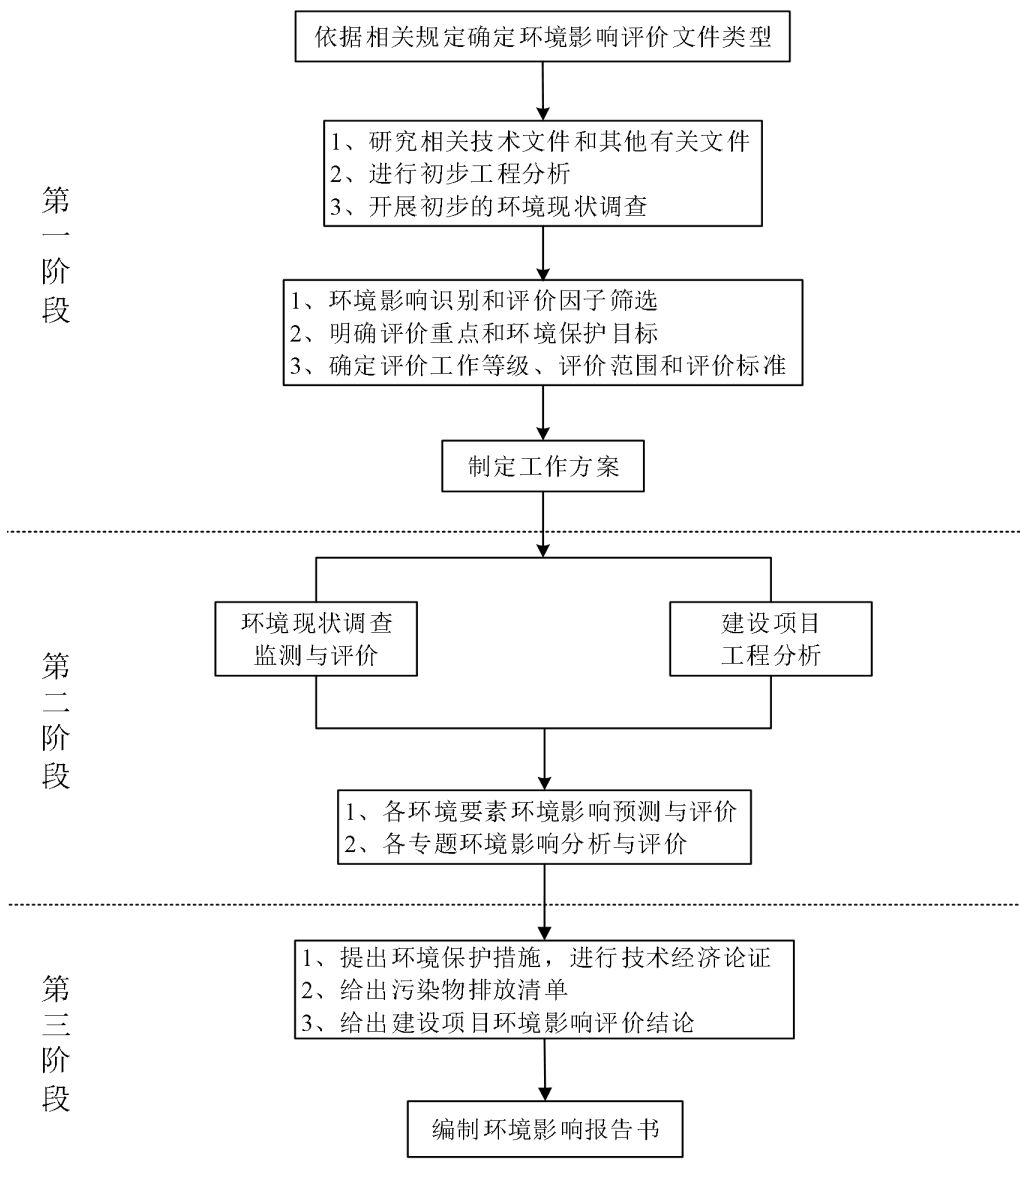 依据相关规定确定环境影响评价文件类型
1、研究相关技术文件和其他有关文件
2、进行初步工程分析
3、开展初步的环境现状调查
第一阶段
1、环境影响识别和评价因子筛选
2、明确评价重点和环境保护目标
3、确定评价工作等级、评价范围和评价标准
制定工作方案
环境现状调查
监测与评价
建设项目
工程分析
第二阶段
1、各环境要素环境影响预测与评价
2、各专题环境影响分析与评价
1、提出环境保护措施，进行技术经济论证
2、给出污染物排放清单
3、给出建设项目环境影响评价结论
第三阶段
编制环境影响报告书